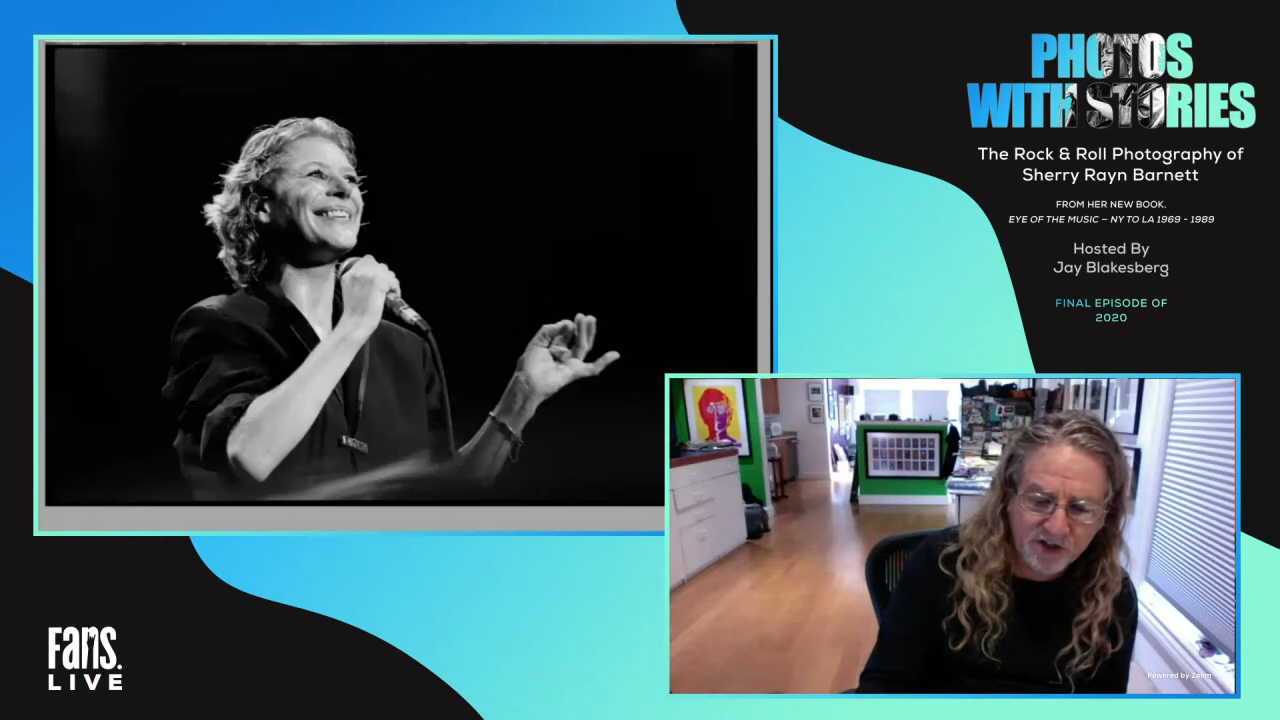 PHOTOS
WITH STORIES
The Rock & Roll Photography of
Sherry Rayn Barnett
FROM HER NEW BOOK,
EYE OF THE MUSIC – NY TO LA 1969 - 1989
Hosted By
Jay Blakesberg
FINAL EPISODE OF
2020
Fans.
LIVE
Powered by Zoom